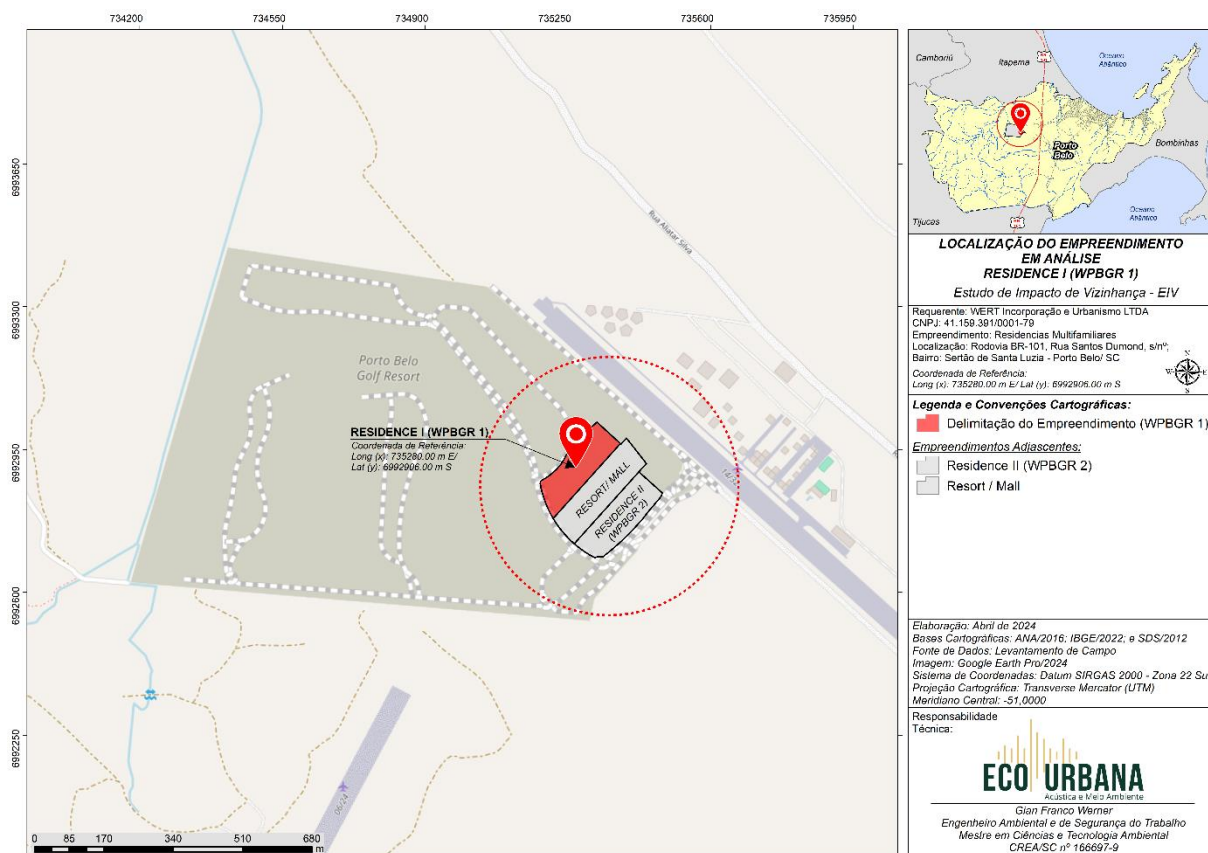 734200 734550 734900 735250 735600 735950
6993650
6993300
6992950
6992600
6992250
Rua Aliatar Silva
Porto Belo
Golf Resort
RESIDENCE I (WPBGR 1)
Coordenada de Referência:
Long (x): 735280.00 m E/
Lat (y): 6992906.00 m S
RESORT/ MALL
RESIDENCE II
(WPBGR 2)
06/24
0 85 170 340 510 680
m
Camboriú
Itapema
Oceano
Atlântico
Porto
Belo
Bombinhas
Tijucas
Oceano
Atlântico
LOCALIZAÇÃO DO EMPREENDIMENTO
EM ANÁLISE
RESIDENCE I (WPBGR 1)
Estudo de Impacto de Vizinhança - EIV
Requerente: WERT Incorporação e Urbanismo LTDA
CNPJ: 41.159.391/0001-79
Empreendimento: Residencias Multifamiliares
Localização: Rodovia BR-101, Rua Santos Dumond, s/nº;
Bairro: Sertão de Santa Luzia - Porto Belo/ SC
Coordenada de Referência:
Long (x): 735280.00 m E/ Lat (y): 6992906.00 m S
N
W E
S
Legenda e Convenções Cartográficas:
Delimitação do Empreendimento (WPBGR 1)
Empreendimentos Adjascentes:
Residence II (WPBGR 2)
Resort / Mall
Elaboração: Abril de 2024
Bases Cartográficas: ANA/2016; IBGE/2022; e SDS/2012
Fonte de Dados: Levantamento de Campo
Imagem: Google Earth Pro/2024
Sistema de Coordenadas: Datum SIRGAS 2000 - Zona 22 Su
Projeção Cartográfica: Transverse Mercator (UTM)
Meridiano Central: -51,0000
Responsabilidade
Técnica:
ECO URBANA
Acústica e Meio Ambiente
Gian Franco Werner
Engenheiro Ambiental e de Segurança do Trabalho
Mestre em Ciências e Tecnologia Ambiental
CREA/SC nº 166697-9